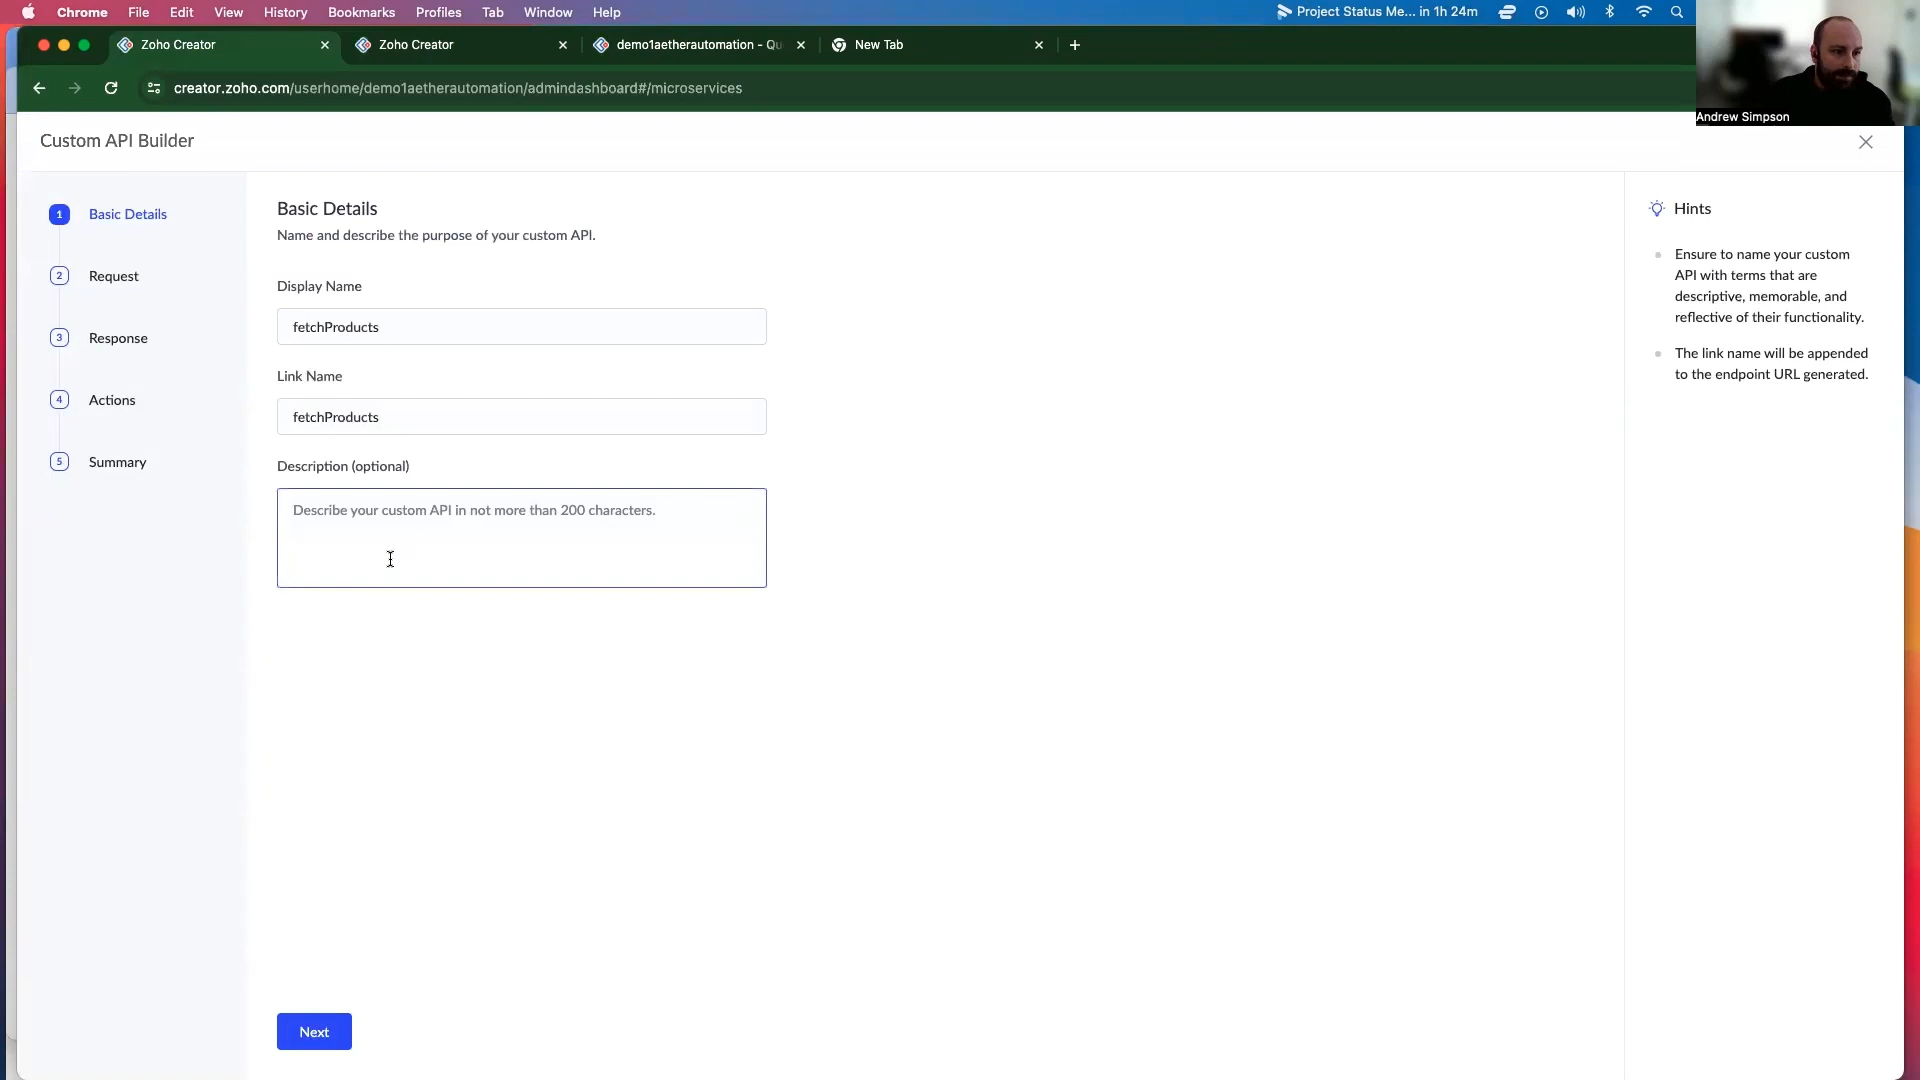 Chrome File Edit View History Bookmarks Profiles Tab Window Help
Project Status Me... in 1h 24m
Zoho Creator
Zoho Creator
demo1aetherautomation - Qu
New Tab
creator.zoho.com/userhome/demo1aetherautomation/admindashboard#/microservices
Andrew Simpson
Custom API Builder
1 Basic Details
2 Request
3 Response
4 Actions
5 Summary
Basic Details
Name and describe the purpose of your custom API.
Display Name
fetchProducts
Link Name
fetchProducts
Description (optional)
Describe your custom API in not more than 200 characters.
Next
Hints
Ensure to name your custom
API with terms that are
descriptive, memorable, and
reflective of their functionality.
The link name will be appended
to the endpoint URL generated.